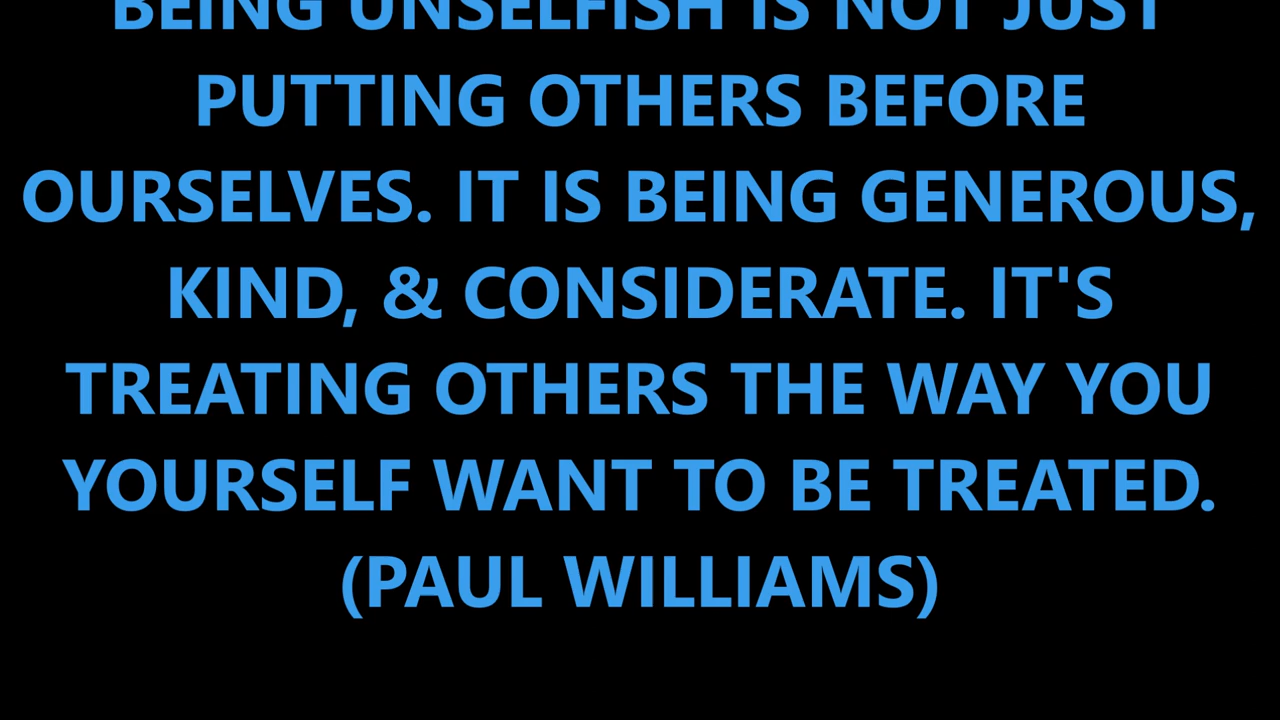 BEING UNSELFISH IS NOT JUST
PUTTING OTHERS BEFORE
OURSELVES. IT IS BEING GENEROUS,
KIND, & CONSIDERATE. IT'S
TREATING OTHERS THE WAY YOU
YOURSELF WANT TO BE TREATED.
(PAUL WILLIAMS)